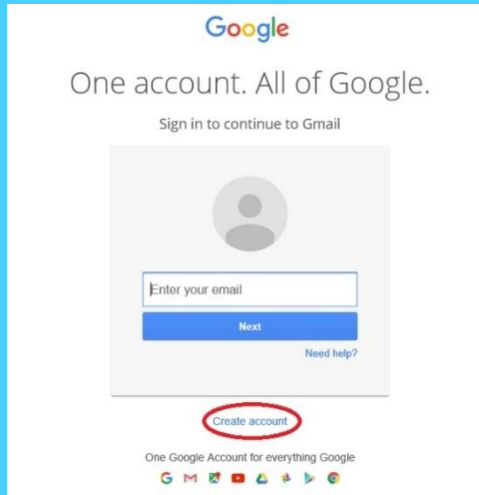 Google
One account. All of Google.
Sign in to continue to Gmail
Enter your email
Next
Need help?
Create account
One Google Account for everything Google